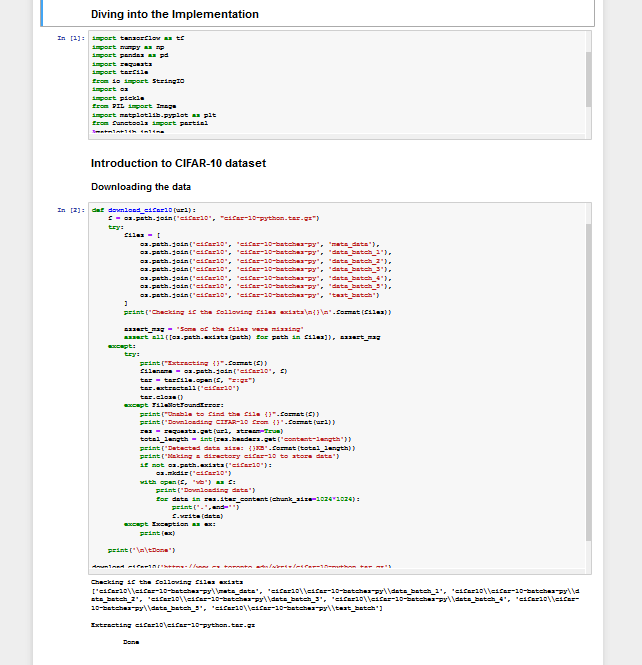 Diving into the Implementation
In [1]:
import tensorflow as tf
import numpy as np
import pandas as pd
import requests
import tarfile
from io import StringIO
import os
import pickle
from PIL import Image
import matplotlib.pyplot as plt
from functools import partial
%matplotlib inline
Introduction to CIFAR-10 dataset
Downloading the data
In [2]:
def download_cifar10(url):
    f = os.path.join('cifar10', "cifar-10-python.tar.gz")
    try:
        files = [
            os.path.join('cifar10', 'cifar-10-batches-py', 'meta_data'),
            os.path.join('cifar10', 'cifar-10-batches-py', 'data_batch_1'),
            os.path.join('cifar10', 'cifar-10-batches-py', 'data_batch_2'),
            os.path.join('cifar10', 'cifar-10-batches-py', 'data_batch_3'),
            os.path.join('cifar10', 'cifar-10-batches-py', 'data_batch_4'),
            os.path.join('cifar10', 'cifar-10-batches-py', 'data_batch_5'),
            os.path.join('cifar10', 'cifar-10-batches-py', 'test_batch')
        ]
        print('Checking if the following files exists\n{}\n'.format(files))
        assert_msg = 'Some of the files were missing'
        assert all([os.path.exists(path) for path in files]), assert_msg
    except:
        try:
            print("Extracting {}".format(f))
            filename = os.path.join('cifar10', f)
            tar = tarfile.open(f, "r:gz")
            tar.extractall('cifar10')
            tar.close()
        except FileNotFoundError:
            print("Unable to find the file {}".format(f))
            print('Downloading CIFAR-10 from {}'.format(url))
            res = requests.get(url, stream=True)
            total_length = int(res.headers.get('content-length'))
            print('Detected data size: {}KB'.format(total_length))
            print('Making a directory cifar-10 to store data')
            if not os.path.exists('cifar10'):
                os.mkdir('cifar10')
            with open(f, 'wb') as f:
                print('Downloading data')
                for data in res.iter_content(chunk_size=1024*1024):
                    print('.',end='')
                    f.write(data)
        except Exception as ex:
            print(ex)
    print('\n\tDone')
download_cifar10('https://www.cs.toronto.edu/~kriz/cifar-10-python.tar.gz')
Checking if the following files exists
['cifar10\\cifar-10-batches-py\\meta_data', 'cifar10\\cifar-10-batches-py\\data_batch_1', 'cifar10\\cifar-10-batches-py\\d
ata_batch_2', 'cifar10\\cifar-10-batches-py\\data_batch_3', 'cifar10\\cifar-10-batches-py\\data_batch_4', 'cifar10\\cifar-
10-batches-py\\data_batch_5', 'cifar10\\cifar-10-batches-py\\test_batch']
Extracting cifar10\cifar-10-python.tar.gz
Done